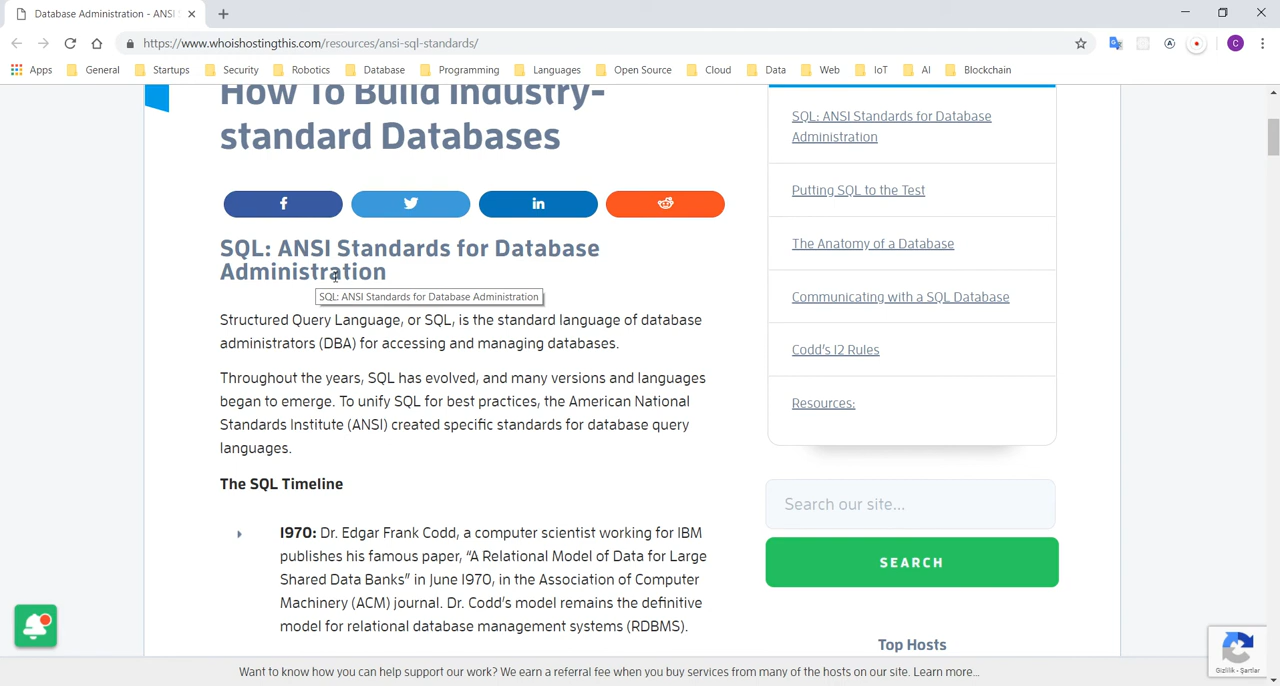 Database Administration - ANSI S
https://www.whoishostingthis.com/resources/ansi-sql-standards/
C
Apps General Startups Security Robotics Database Programming Languages Open Source Cloud Data Web IoT AI Blockchain
How To Build Industry-
standard Databases
SQL: ANSI Standards for Database
Administration
SQL: ANSI Standards for Database Administration
Structured Query Language, or SQL, is the standard language of database
administrators (DBA) for accessing and managing databases.
Throughout the years, SQL has evolved, and many versions and languages
began to emerge. To unify SQL for best practices, the American National
Standards Institute (ANSI) created specific standards for database query
languages.
The SQL Timeline
1970: Dr. Edgar Frank Codd, a computer scientist working for IBM
publishes his famous paper, “A Relational Model of Data for Large
Shared Data Banks” in June 1970, in the Association of Computer
Machinery (ACM) journal. Dr. Codd’s model remains the definitive
model for relational database management systems (RDBMS).
SQL: ANSI Standards for Database
Administration
Putting SQL to the Test
The Anatomy of a Database
Communicating with a SQL Database
Codd’s 12 Rules
Resources:
Search our site...
SEARCH
Top Hosts
Gizlilik - Şartlar
Want to know how you can help support our work? We earn a referral fee when you buy services from many of the hosts on our site. Learn more...